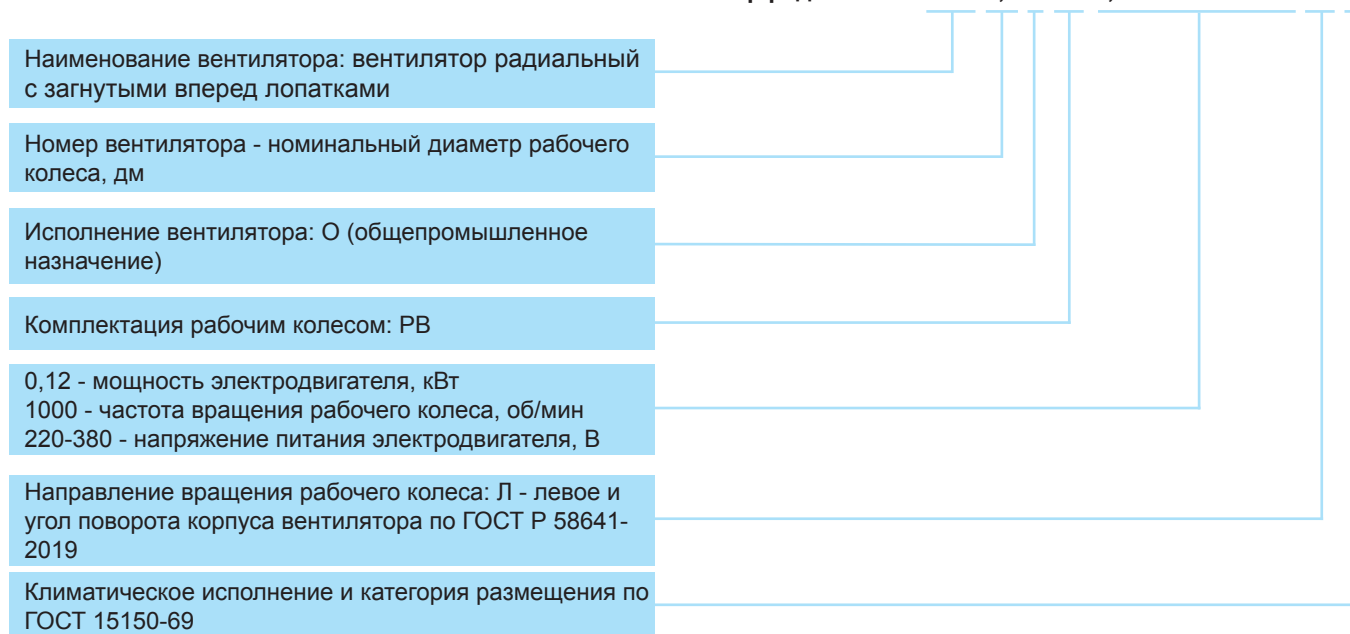 Наименование вентилятора: вентилятор радиальный
с загнутыми вперед лопатками
Номер вентилятора - номинальный диаметр рабочего
колеса, дм
Исполнение вентилятора: О (общепромышленное
назначение)
Комплектация рабочим колесом: РВ
0,12 - мощность электродвигателя, кВт
1000 - частота вращения рабочего колеса, об/мин
220-380 - напряжение питания электродвигателя, В
Направление вращения рабочего колеса: Л - левое и
угол поворота корпуса вентилятора по ГОСТ Р 58641-
2019
Климатическое исполнение и категория размещения по
ГОСТ 15150-69